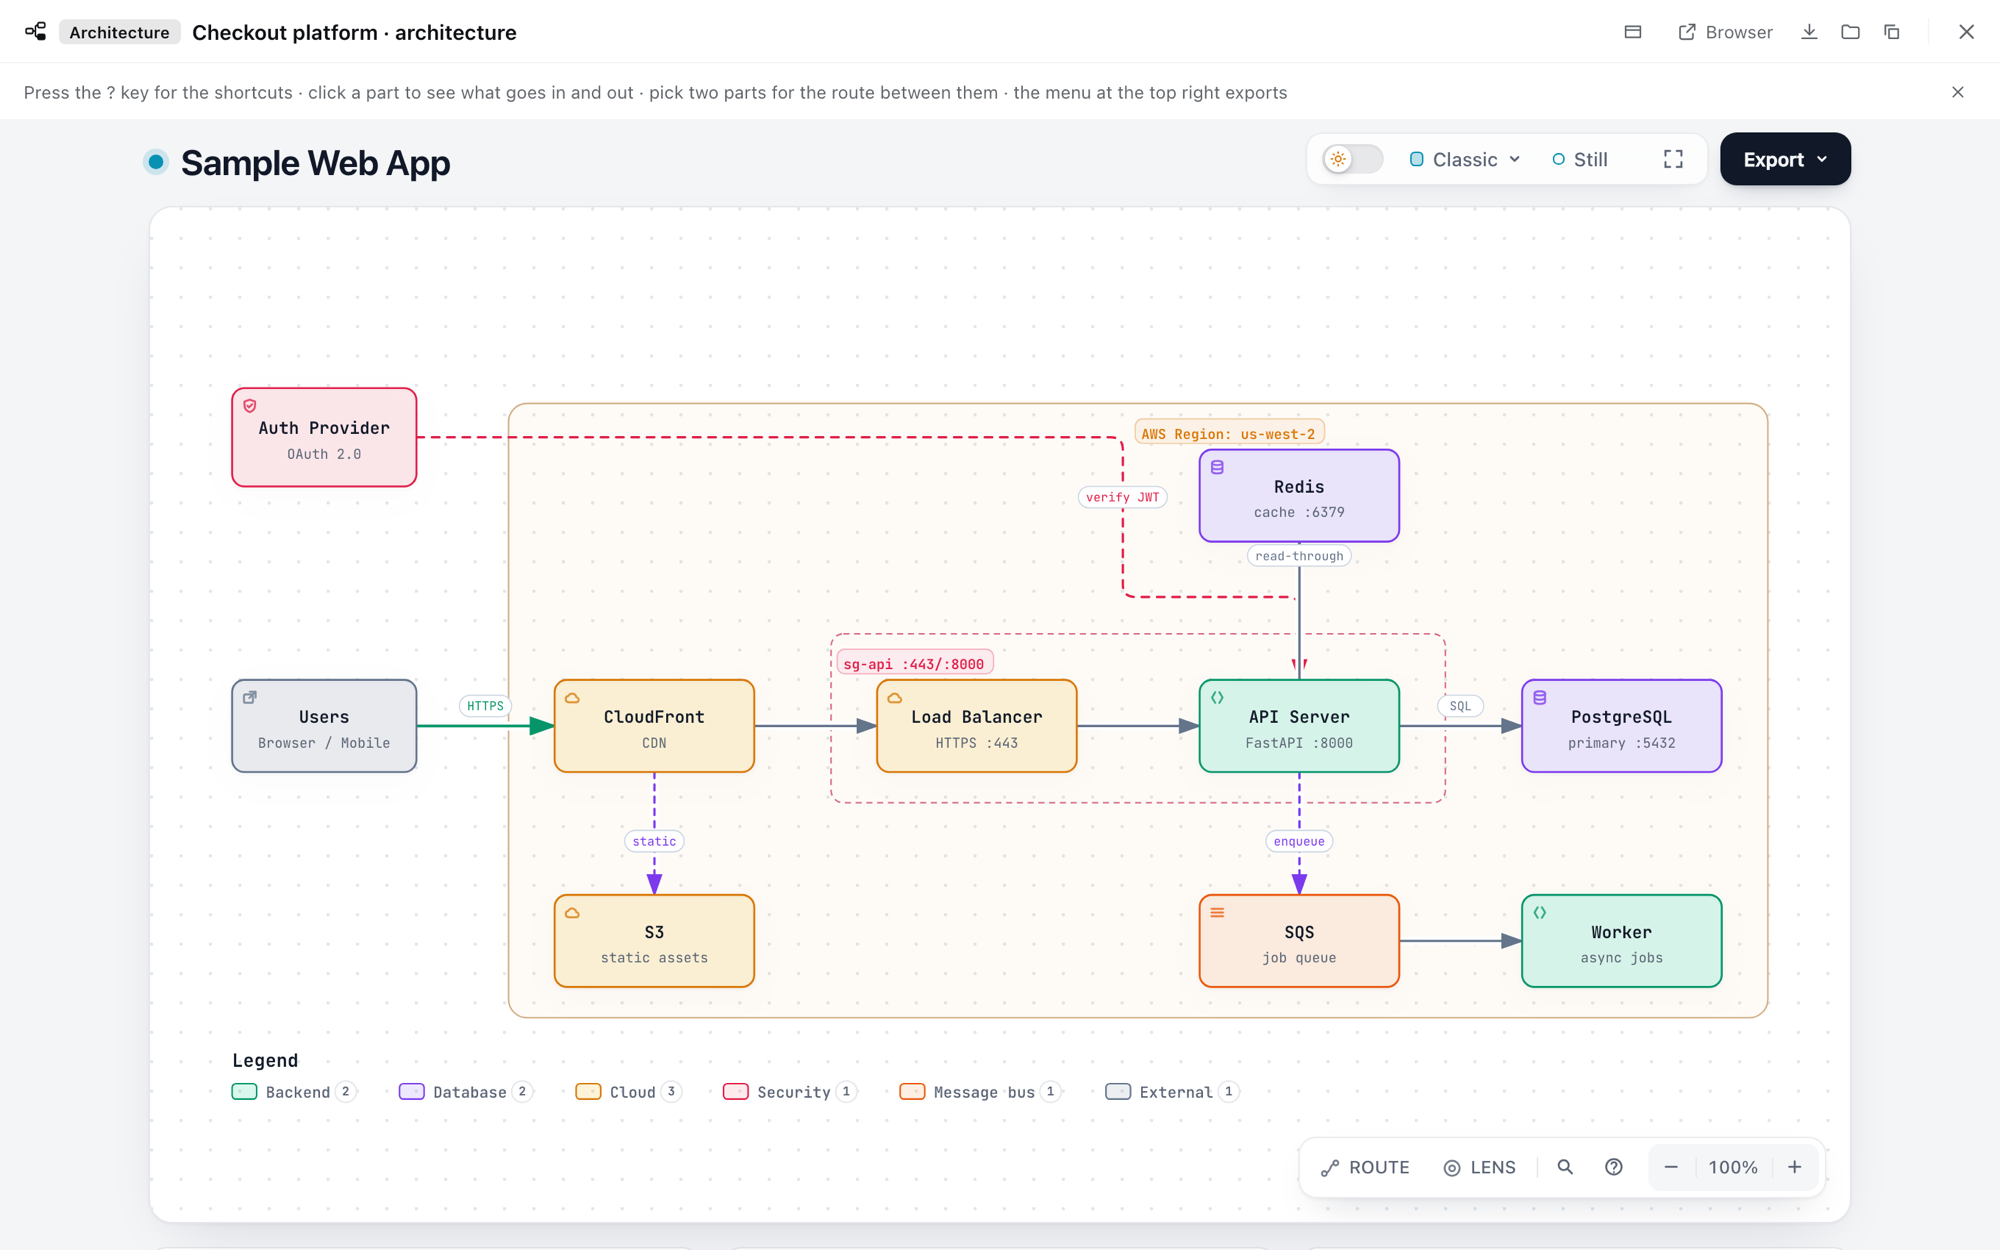 Architecture
Checkout platform · architecture
Browser
Press the ? key for the shortcuts · click a part to see what goes in and out · pick two parts for the route between them · the menu at the top right exports
Sample Web App
Classic
Still
Export
Auth Provider
OAuth 2.0
AWS Region: us-west-2
verify JWT
Redis
cache :6379
read-through
sg-api :443/:8000
Users
Browser / Mobile
HTTPS
CloudFront
CDN
Load Balancer
HTTPS :443
API Server
FastAPI :8000
SQL
PostgreSQL
primary :5432
static
enqueue
S3
static assets
SQS
job queue
Worker
async jobs
Legend
Backend 2
Database 2
Cloud 3
Security 1
Message bus 1
External 1
ROUTE
LENS
100%